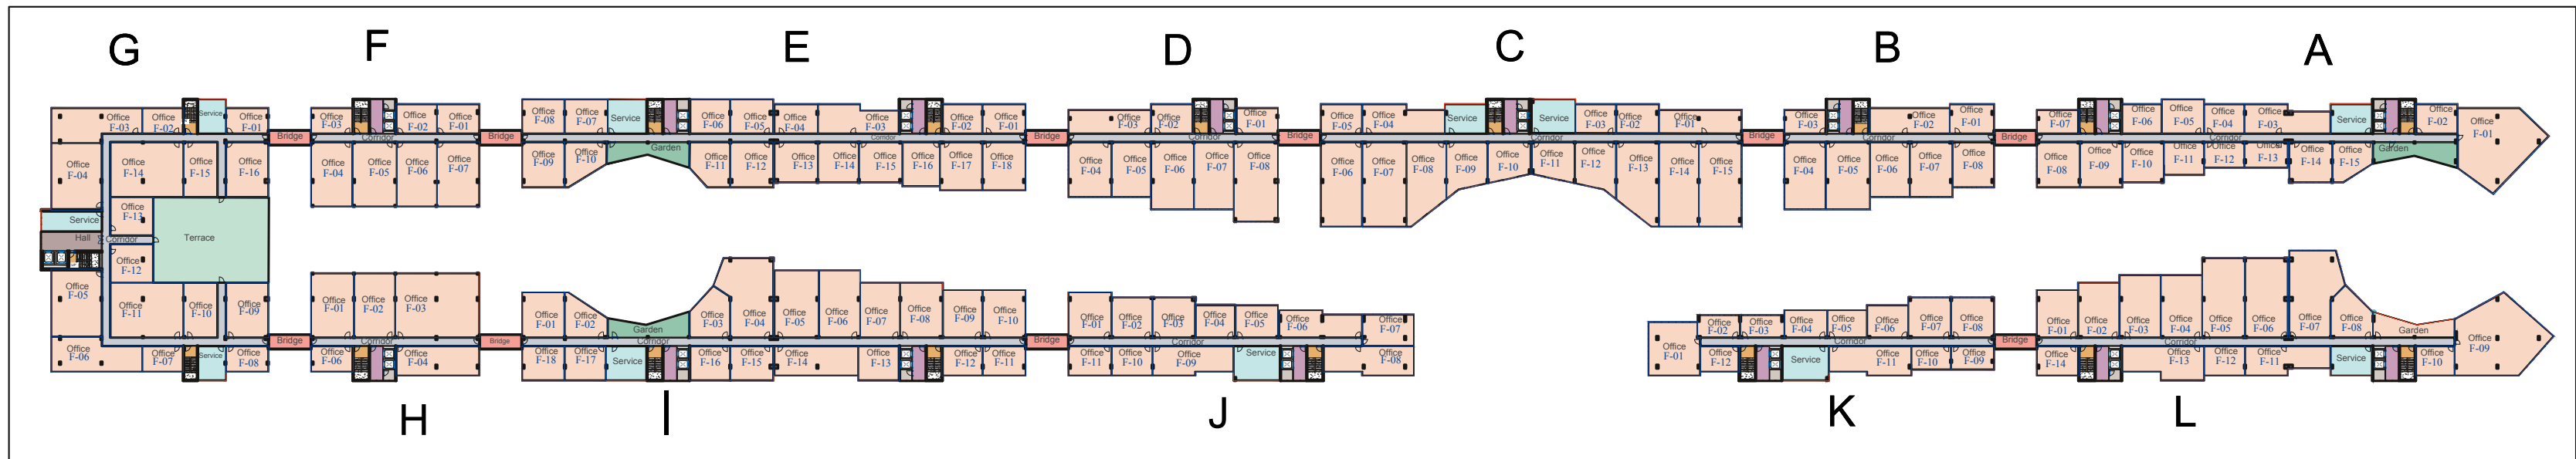 G
F
E
D
C
B
A
Office
F-03
Office
F-02
Service
Office
F-01
Office
F-04
Office
F-14
Office
F-15
Office
F-16
Office
F-13
Service
Hall
Corridor
Terrace
Office
F-12
Office
F-05
Office
F-11
Office
F-10
Office
F-09
Office
F-06
Office
F-07
Service
Office
F-08
Bridge
Bridge
Office
F-03
Office
F-02
Office
F-01
Corridor
Office
F-04
Office
F-05
Office
F-06
Office
F-07
Bridge
Office
F-08
Office
F-07
Service
Office
F-06
Office
F-05
Office
F-04
Office
F-03
Office
F-02
Office
F-01
Corridor
Corridor
Office
F-09
Office
F-10
Garden
Office
F-11
Office
F-12
Office
F-13
Office
F-14
Office
F-15
Office
F-16
Office
F-17
Office
F-18
Bridge
Office
F-03
Office
F-02
Office
F-01
Corridor
Office
F-04
Office
F-05
Office
F-06
Office
F-07
Office
F-08
Bridge
Office
F-05
Office
F-04
Service
Service
Office
F-03
Office
F-02
Office
F-01
Corridor
Office
F-06
Office
F-07
Office
F-08
Office
F-09
Office
F-10
Office
F-11
Office
F-12
Office
F-13
Office
F-14
Office
F-15
Bridge
Office
F-03
Office
F-02
Office
F-01
Corridor
Office
F-04
Office
F-05
Office
F-06
Office
F-07
Office
F-08
Bridge
Office
F-07
Office
F-06
Office
F-05
Office
F-04
Office
F-03
Service
Office
F-02
Office
F-01
Corridor
Office
F-08
Office
F-09
Office
F-10
Office
F-11
Office
F-12
Office
F-13
Office
F-14
Office
F-15
Garden
Office
F-01
Office
F-02
Office
F-03
Corridor
Office
F-06
Office
F-04
Bridge
Office
F-01
Office
F-02
Garden
Office
F-03
Office
F-04
Office
F-05
Office
F-06
Office
F-07
Office
F-08
Office
F-09
Office
F-10
Corridor
Office
F-18
Office
F-17
Service
Office
F-16
Office
F-15
Office
F-14
Office
F-13
Office
F-12
Office
F-11
Bridge
Office
F-01
Office
F-02
Office
F-03
Office
F-04
Office
F-05
Office
F-06
Office
F-07
Corridor
Office
F-11
Office
F-10
Office
F-09
Service
Office
F-08
Office
F-01
Office
F-02
Office
F-03
Office
F-04
Office
F-05
Office
F-06
Office
F-07
Office
F-08
Corridor
Office
F-12
Service
Office
F-11
Office
F-10
Office
F-09
Bridge
Office
F-01
Office
F-02
Office
F-03
Office
F-04
Office
F-05
Office
F-06
Office
F-07
Office
F-08
Garden
Office
F-09
Corridor
Office
F-14
Office
F-13
Office
F-12
Office
F-11
Service
Office
F-10
H
I
J
K
L